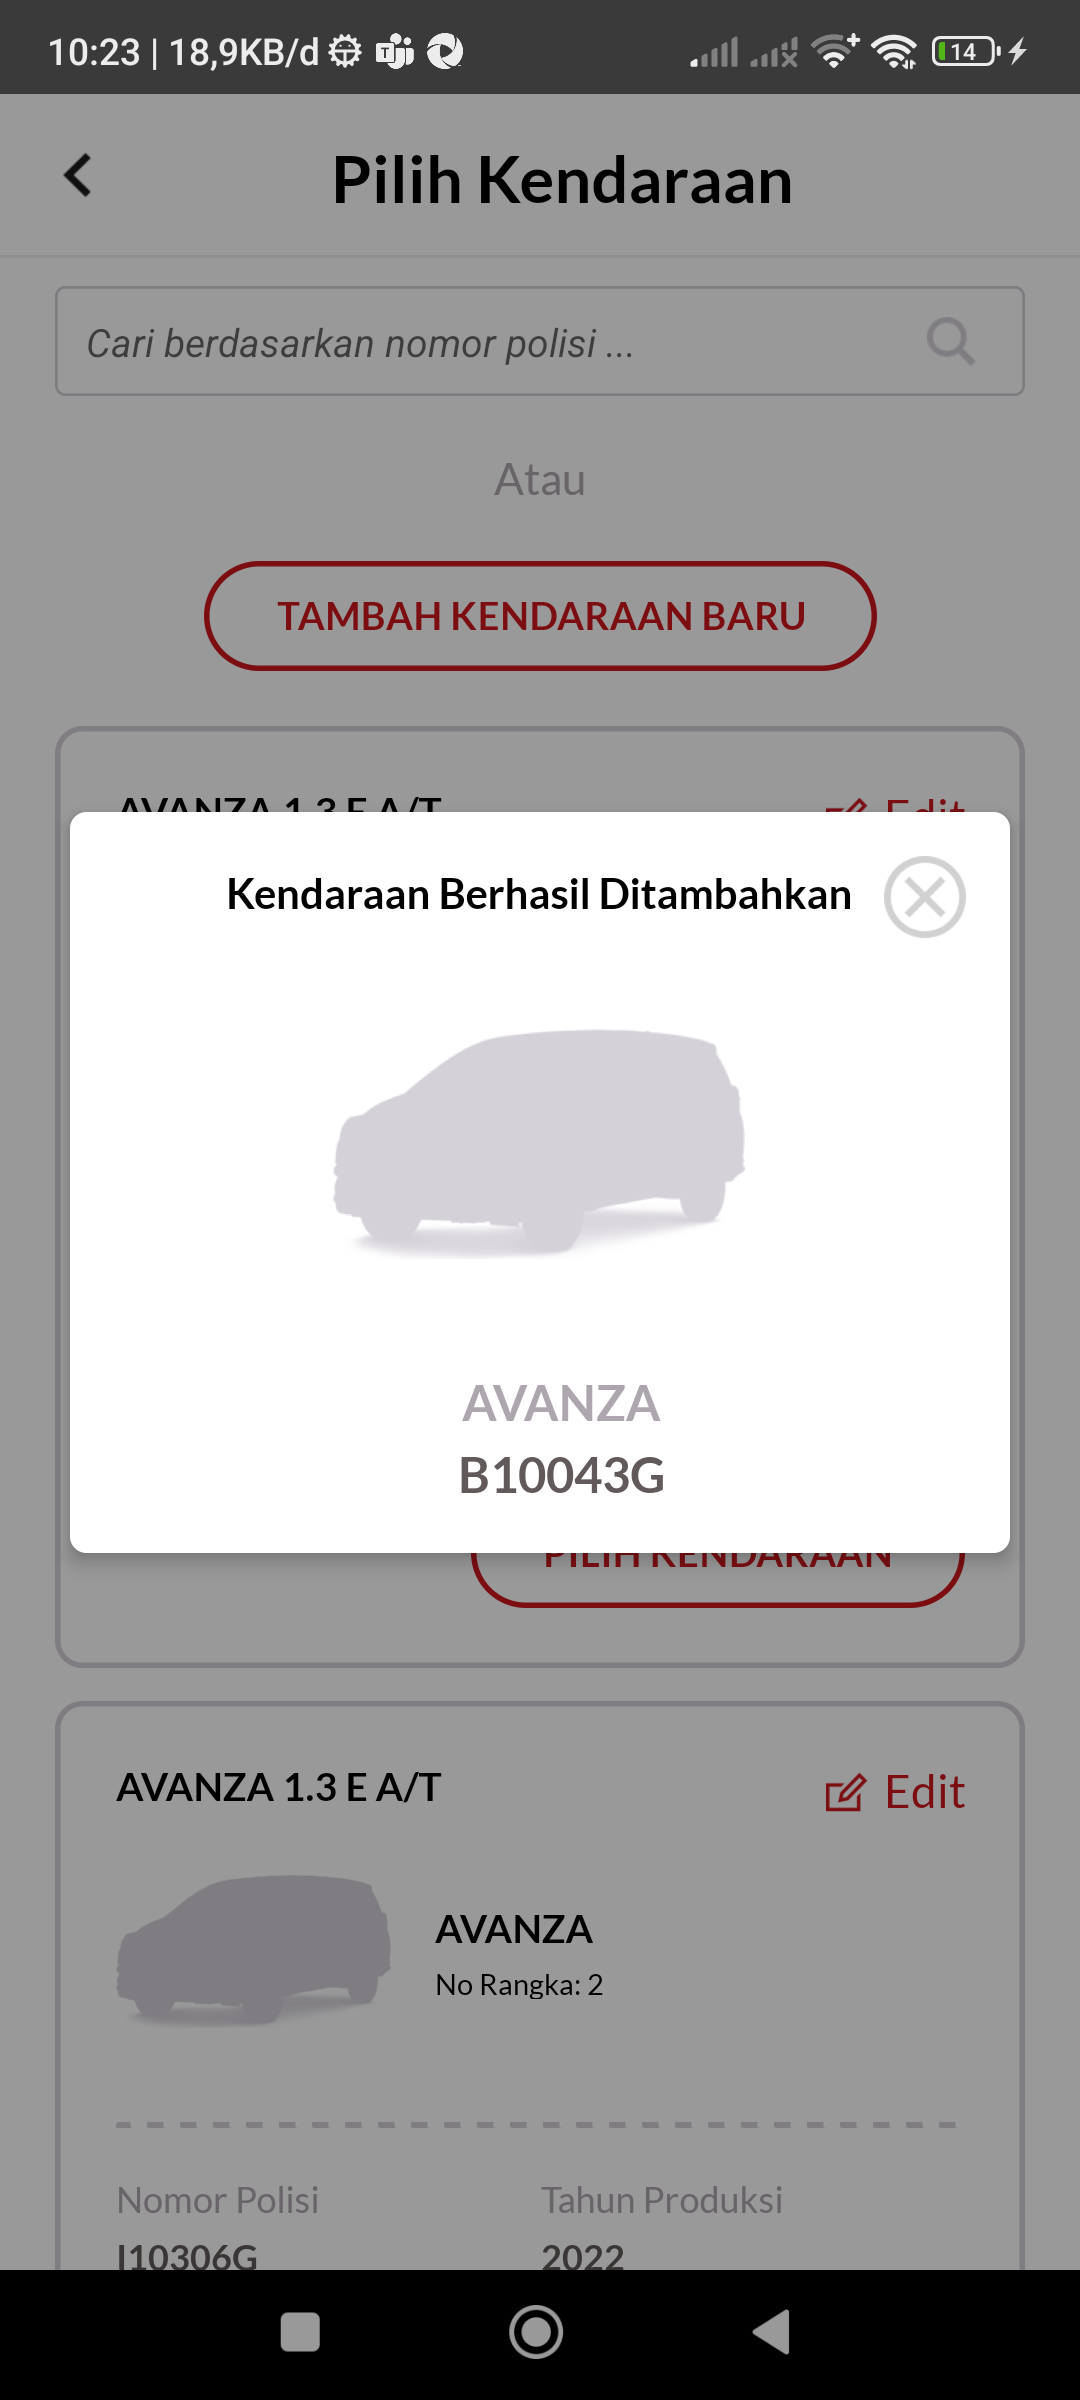 10:23 | 18,9KB/d
14
Pilih Kendaraan
Cari berdasarkan nomor polisi ...
Atau
TAMBAH KENDARAAN BARU
AVANZA 1.3 E A/T
Edit
Kendaraan Berhasil Ditambahkan
AVANZA
B10043G
PILIH KENDARAAN
AVANZA 1.3 E A/T
Edit
AVANZA
No Rangka: 2
Nomor Polisi
Tahun Produksi
I10306G
2022